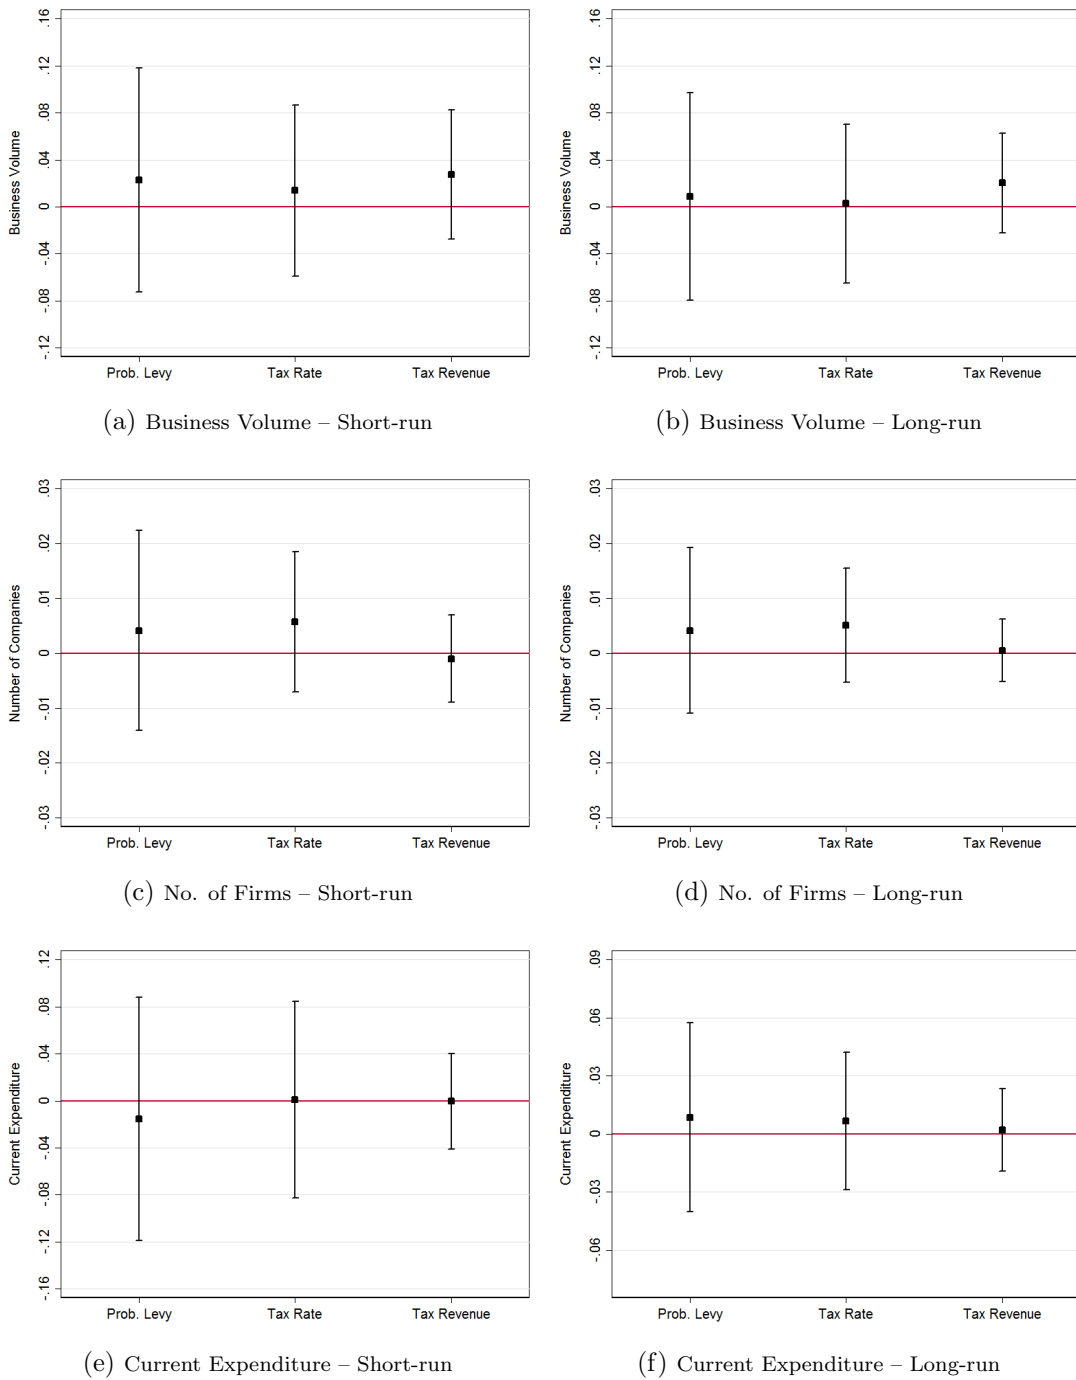 .16
.12
.08
.04
0
-.04
-.08
-.12
Business Volume
Prob. Levy Tax Rate Tax Revenue
(a) Business Volume – Short-run
.16
.12
.08
.04
0
-.04
-.08
-.12
Business Volume
Prob. Levy Tax Rate Tax Revenue
(b) Business Volume – Long-run
.03
.02
.01
0
-.01
-.02
-.03
Number of Companies
Prob. Levy Tax Rate Tax Revenue
(c) No. of Firms – Short-run
.03
.02
.01
0
-.01
-.02
-.03
Number of Companies
Prob. Levy Tax Rate Tax Revenue
(d) No. of Firms – Long-run
.12
.08
.04
0
-.04
-.08
-.12
-.16
Current Expenditure
Prob. Levy Tax Rate Tax Revenue
(e) Current Expenditure – Short-run
.09
.06
.03
0
-.03
-.06
Current Expenditure
Prob. Levy Tax Rate Tax Revenue
(f) Current Expenditure – Long-run